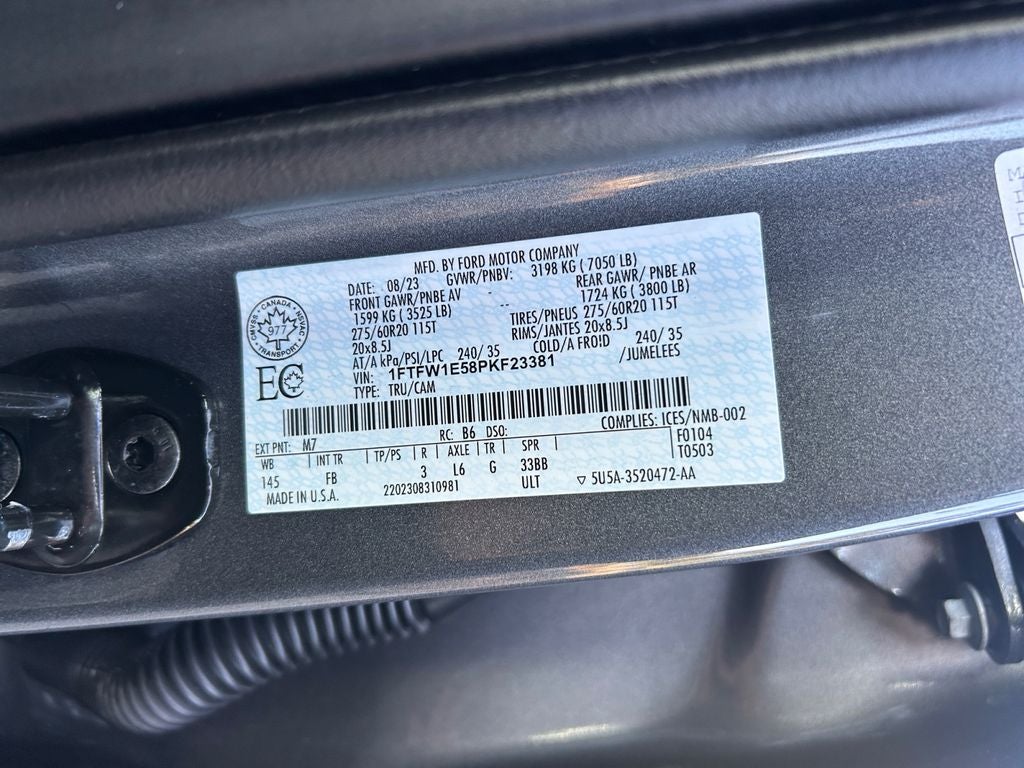 MFD. BY FORD MOTOR COMPANY
DATE: 08/23 GVWR/PNBV: 3198 KG ( 7050 LB)
FRONT GAWR/PNBE AV - REAR GAWR/ PNBE AR
1599 KG ( 3525 LB) -- 1724 KG ( 3800 LB)
275/60R20 115T TIRES/PNEUS 275/60R20 115T
20x8.5J RIMS/JANTES 20x8.5J
AT/A kPa/PSI/LPC 240/ 35 COLD/A FROID 240/ 35
VIN: 1FTFW1E58PKF23381 /JUMELEES
TYPE: TRU/CAM
CMVSS • CANADA • NSVAC • TRANSPORT •
977
EC
COMPLIES: ICES/NMB-002
EXT PNT: M7 RC: B6 DSO: F0104
WB INT TR TP/PS R AXLE TR SPR T0503
145 FB 3 L6 G 33BB
MADE IN U.S.A. 2202308310981 ULT ▽ 5U5A-3520472-AA